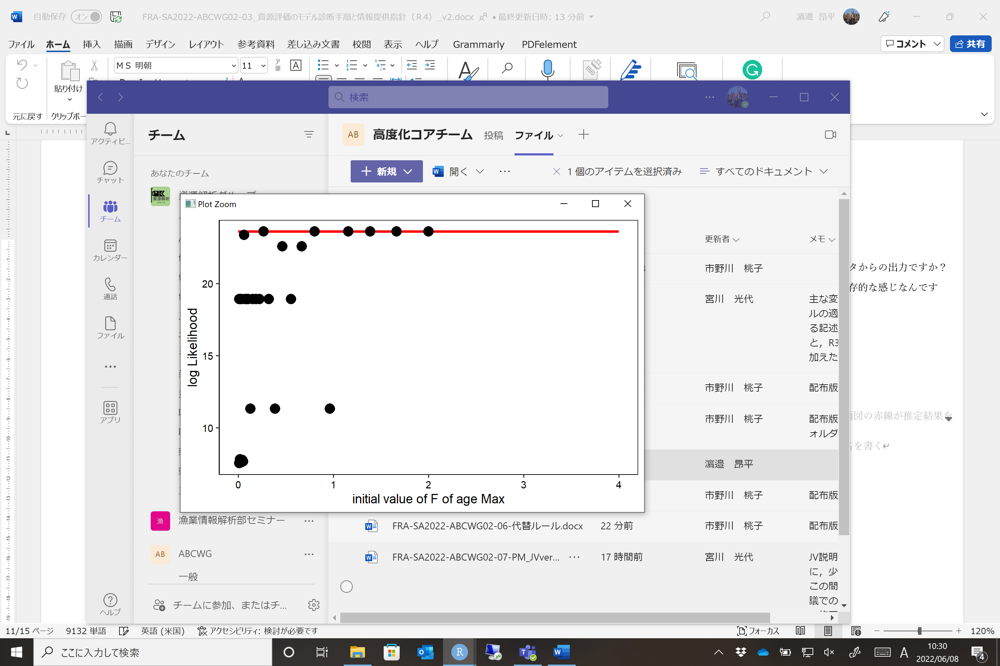 自動保存 オン FRA-SA2022-ABCWG02-03_資源評価のモデル診断手順と情報提供指針（R４）_v2.docx • 最終更新日時: 13 分前 濵邉 昂平
ファイル ホーム 挿入 描画 デザイン レイアウト 参考資料 差し込み文書 校閲 表示 ヘルプ Grammarly PDFelement コメント 共有
貼り付け
ＭＳ 明朝 11
元に戻す クリップボー
検索
アクティビ...
チャット
チーム
カレンダー
通話
ファイル
アプリ
ヘルプ
チーム
あなたのチーム
漁 漁業情報解析部セミナー
AB ABCWG
一般
チームに参加、またはチ...
AB 高度化コアチーム 投稿 ファイル
新規 開く 1 個のアイテムを選択済み すべてのドキュメント
更新者 メモ
市野川 桃子
宮川 光代 主な変
ルの適
る記述
と，R3
加えた
市野川 桃子 配布版
市野川 桃子 配布版
ォルダ
濵邉 昂平
市野川 桃子 配布版
FRA-SA2022-ABCWG02-06-代替ルール.docx 22 分前 市野川 桃子 配布版
FRA-SA2022-ABCWG02-07-PM_JVver... 17 時間前 宮川 光代 JV説明
に，少
この間
議での
Plot Zoom
log Likelihood
20
15
10
0 1 2 3 4
initial value of F of age Max
タからの出力ですか？
存的な感じなんです
図の赤線が推定結果を
を書く
11/15 ページ 9132 単語 英語 (米国) アクセシビリティ: 検討が必要です フォーカス 120%
ここに入力して検索
A 10:30
2022/06/08
4